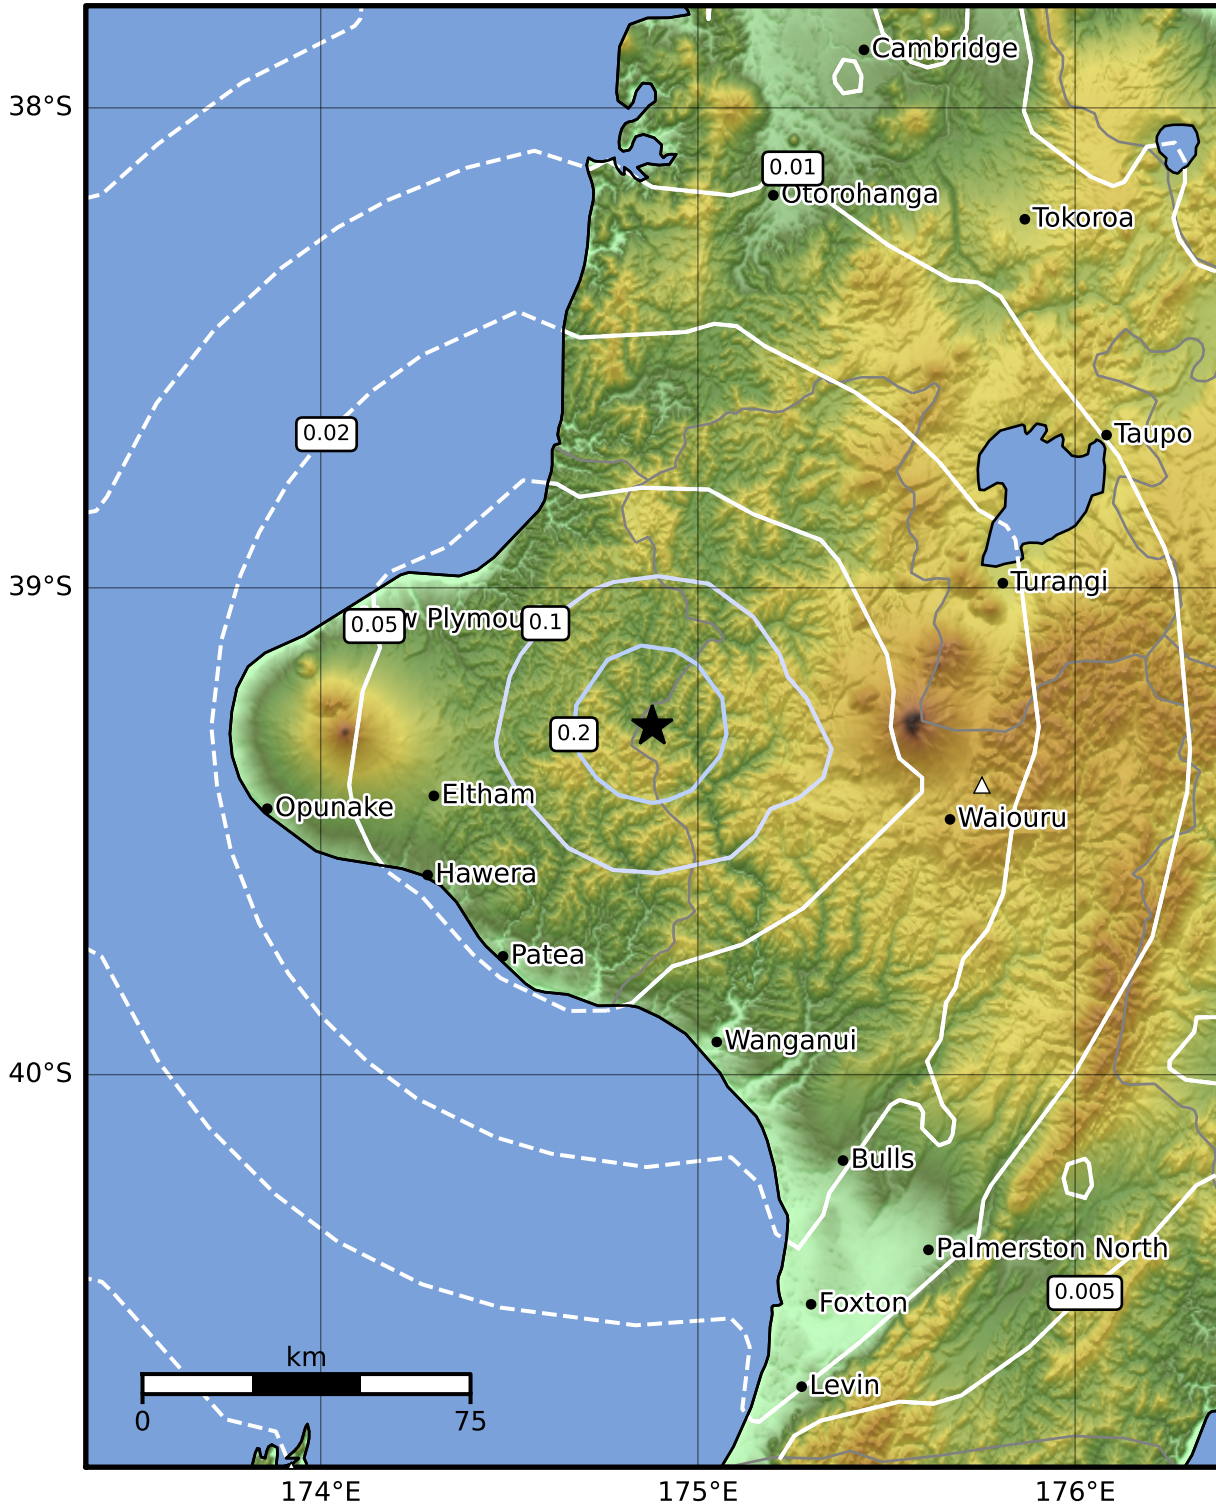 Cambridge
38°S
0.01
Otorohanga
Tokoroa
0.02
Taupo
39°S
Turangi
0.05
w Plymou
0.1
0.2
Eltham
Opunake
Waiouru
Hawera
Patea
Wanganui
40°S
Bulls
Palmerston North
0.005
Foxton
km
Levin
0
75
174°E
175°E
176°E